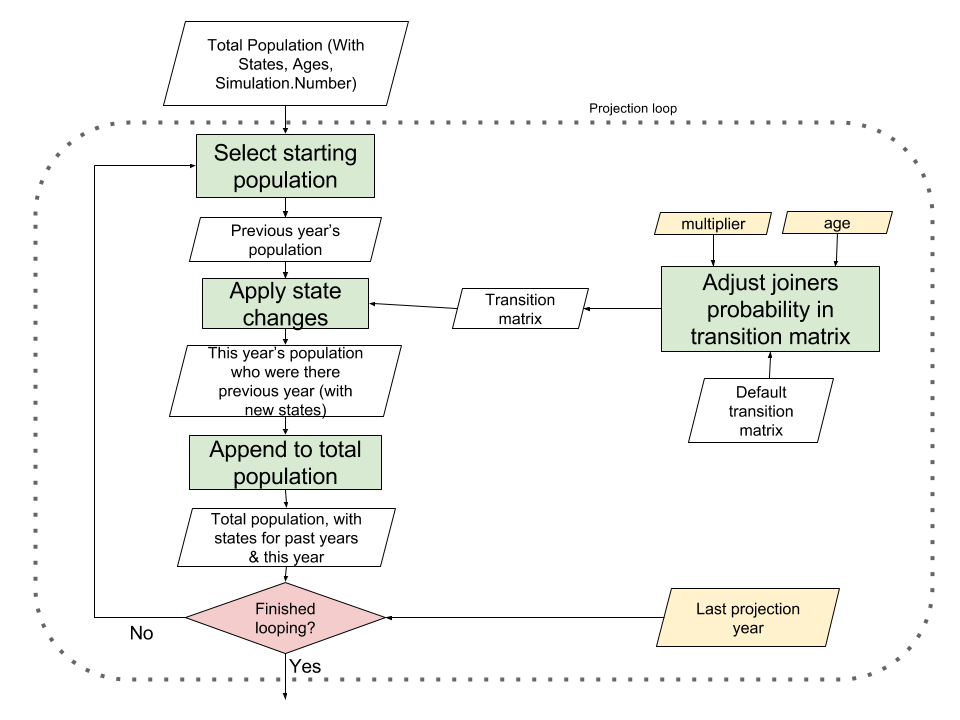 Total Population (With
States, Ages,
Simulation.Number)
Projection loop
Select starting
population
Previous year's
population
multiplier
age
Apply state
changes
Transition
matrix
Adjust joiners
probability in
transition matrix
This year's population
who were there
previous year (with
new states)
Default
transition
matrix
Append to total
population
Total population, with
states for past years
& this year
Finished
looping?
Last projection
year
No
Yes